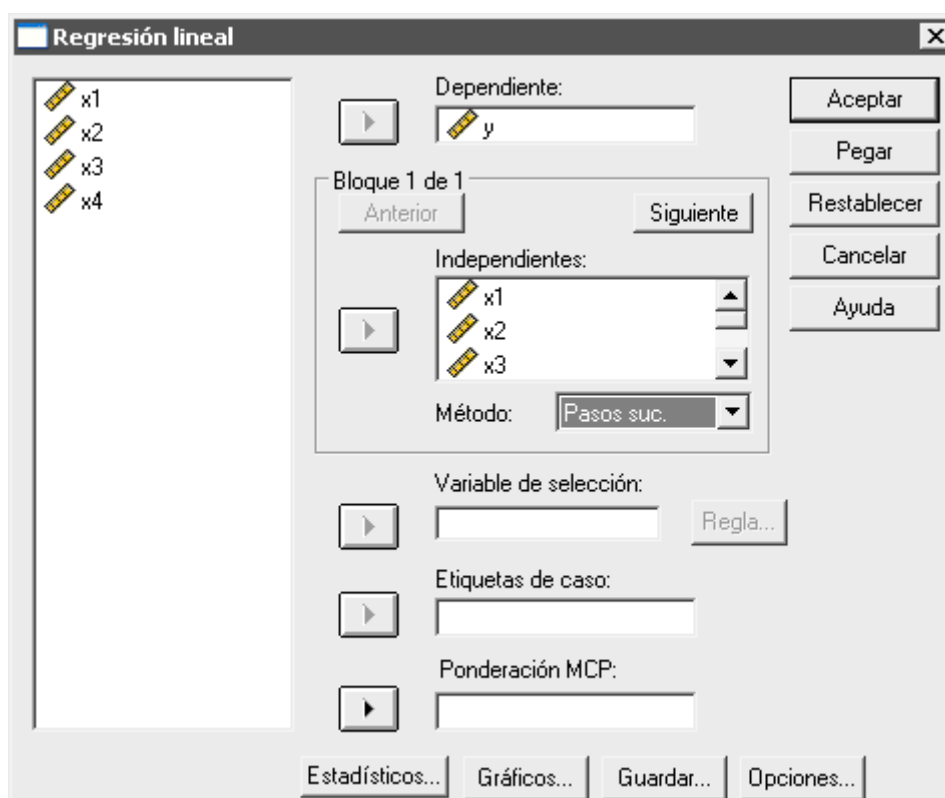 Regresión lineal
x1
x2
x3
x4
Dependiente:
y
Bloque 1 de 1
Anterior
Siguiente
Independientes:
x1
x2
x3
Método:
Pasos suc.
Variable de selección:
Regla...
Etiquetas de caso:
Ponderación MCP:
Aceptar
Pegar
Restablecer
Cancelar
Ayuda
Estadísticos...
Gráficos...
Guardar...
Opciones...